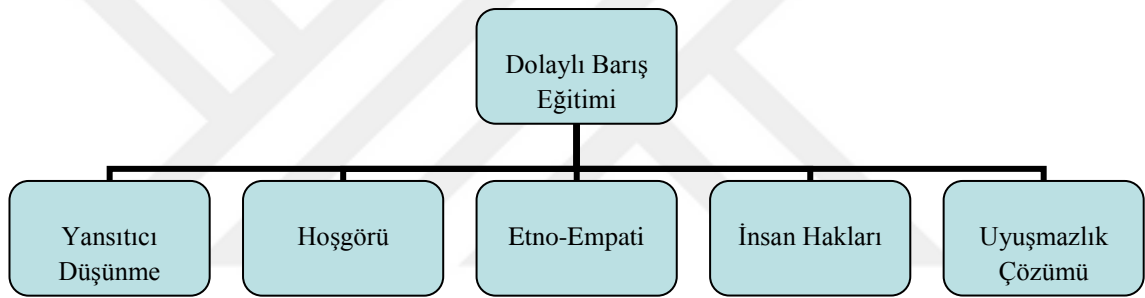 Dolaylı Barış
Eğitimi
Yansıtıcı
Düşünme
Hoşgörü
Etno-Empati
İnsan Hakları
Uyuşmazlık
Çözümü